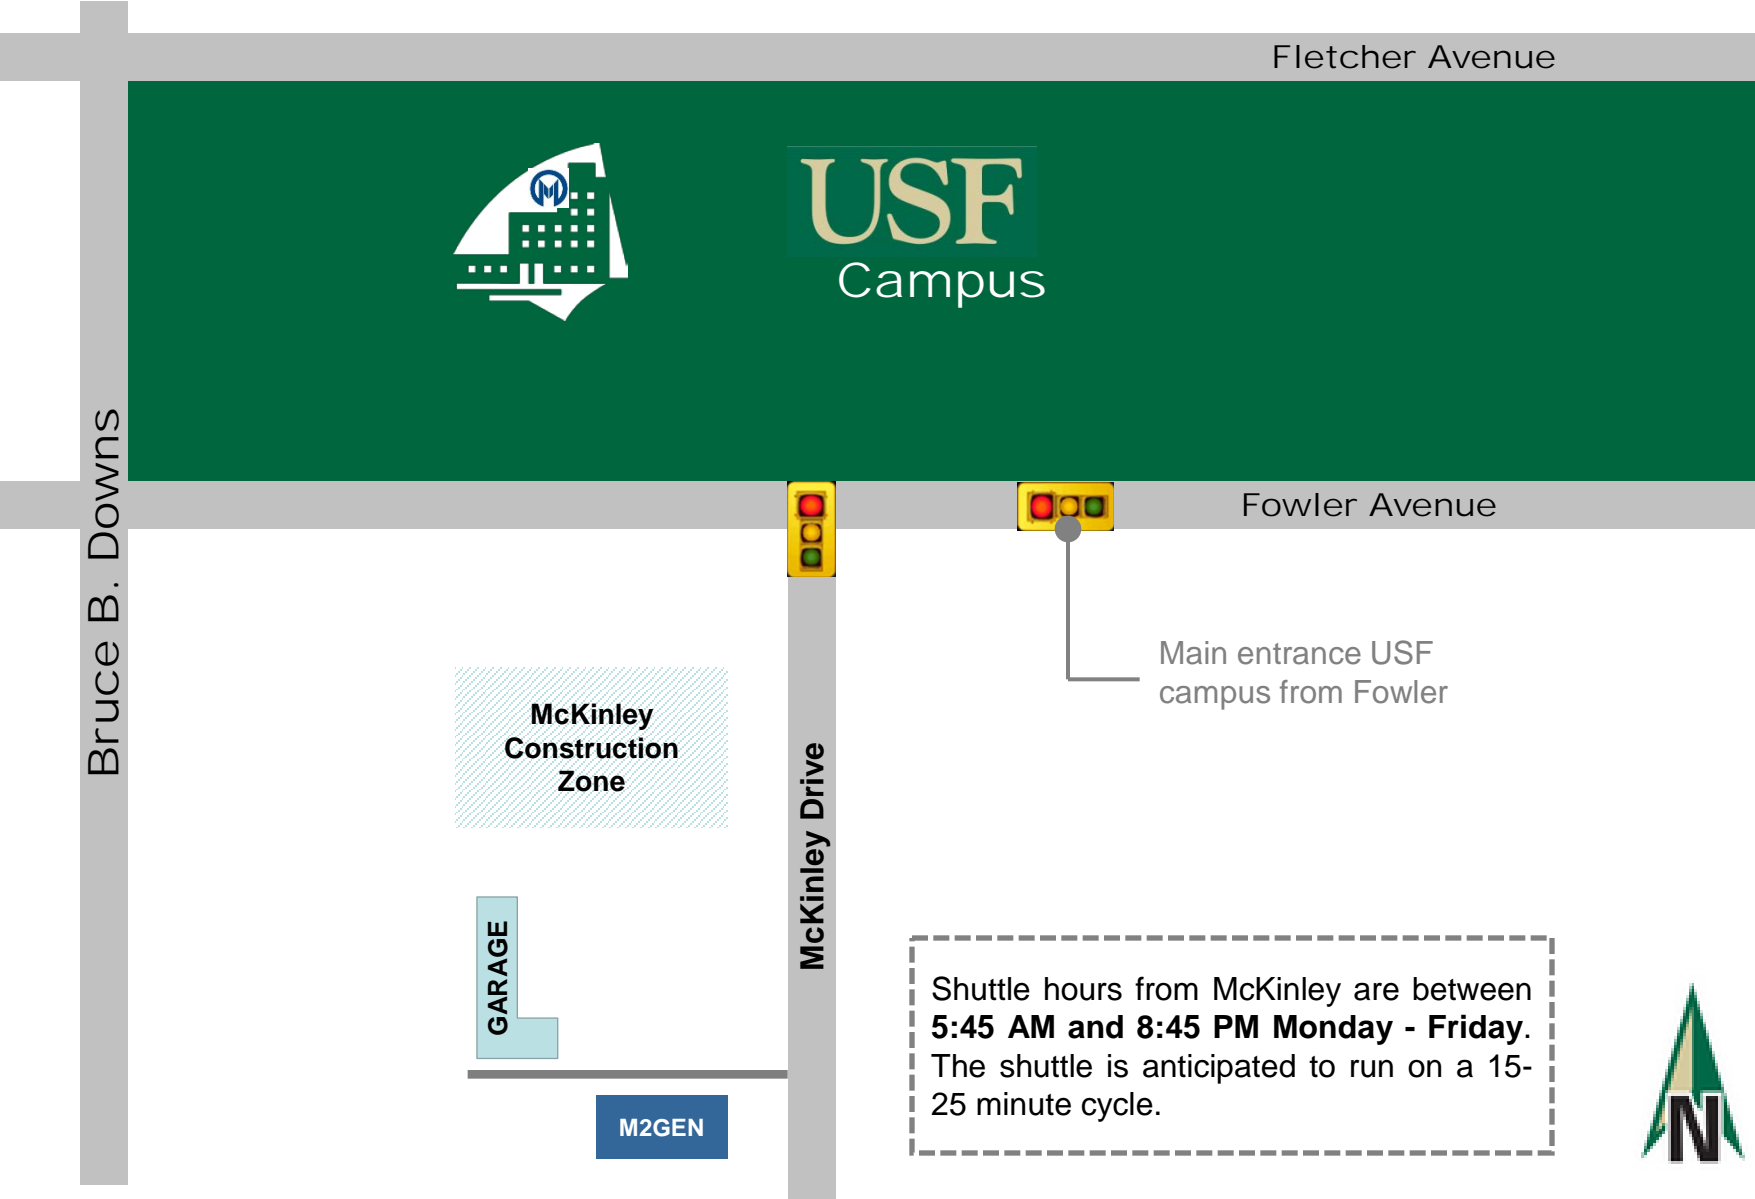 Fletcher Avenue
M
USF
Campus
Bruce B. Downs
Fowler Avenue
Main entrance USF
campus from Fowler
McKinley
Construction
Zone
McKinley Drive
GARAGE
Shuttle hours from McKinley are between
5:45 AM and 8:45 PM Monday - Friday.
The shuttle is anticipated to run on a 15-
25 minute cycle.
M2GEN
N